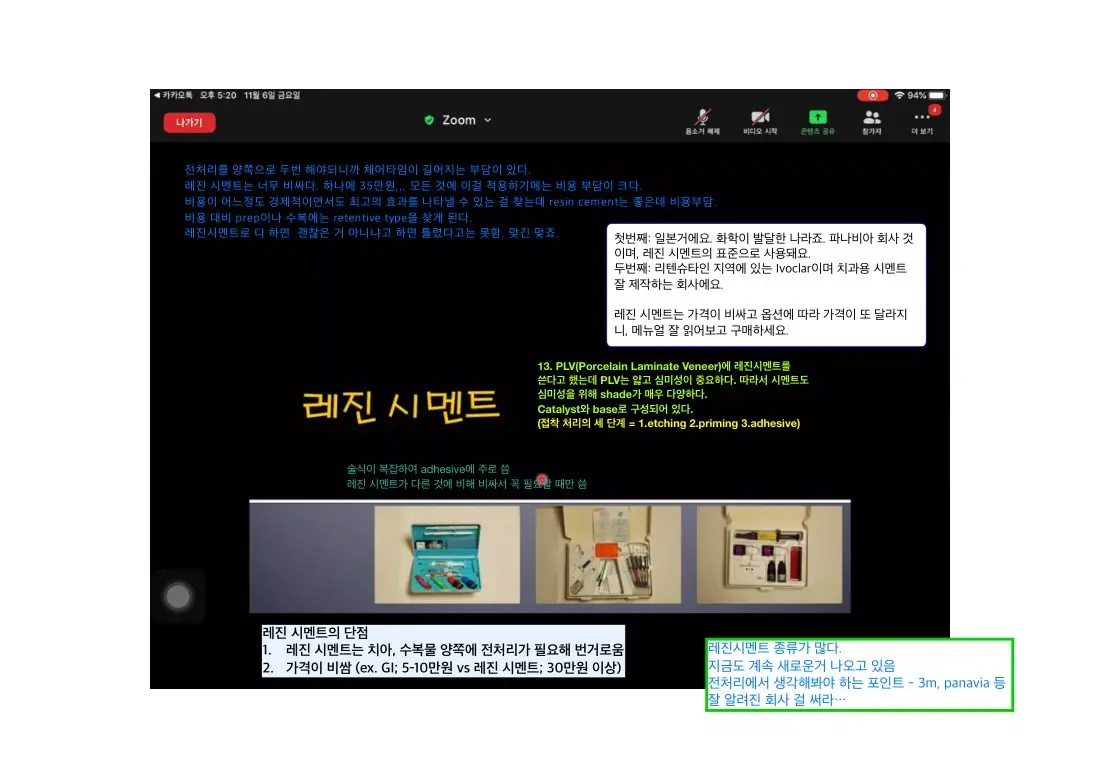 ◀ 카카오톡 오후 5:20 11월 6일 금요일
94%
나가기
Zoom
음소거 해제
비디오 시작
콘텐츠 공유
참가자
4
더 보기
전처리를 양쪽으로 두번 해야되니까 체어타임이 길어지는 부담이 있다.
레진 시멘트는 너무 비싸다. 하나에 35만원,,, 모든 것에 이걸 적용하기에는 비용 부담이 크다.
비용이 어느정도 경제적이면서도 최고의 효과를 나타낼 수 있는 걸 찾는데 resin cement는 좋은데 비용부담.
비용 대비 prep이나 수복에는 retentive type을 찾게 된다.
레진시멘트로 다 하면 괜찮은 거 아니냐고 하면 틀렸다고는 못함. 맞긴 맞죠.
첫번째: 일본거에요. 화학이 발달한 나라죠. 파나비아 회사 것
이며, 레진 시멘트의 표준으로 사용돼요.
두번째: 리텐슈타인 지역에 있는 Ivoclar이며 치과용 시멘트
잘 제작하는 회사에요.
레진 시멘트는 가격이 비싸고 옵션에 따라 가격이 또 달라지
니, 메뉴얼 잘 읽어보고 구매하세요.
13. PLV(Porcelain Laminate Veneer)에 레진시멘트를
쓴다고 했는데 PLV는 얇고 심미성이 중요하다. 따라서 시멘트도
심미성을 위해 shade가 매우 다양하다.
Catalyst와 base로 구성되어 있다.
(접착 처리의 세 단계 = 1.etching 2.priming 3.adhesive)
레진 시멘트
술식이 복잡하여 adhesive에 주로 씀
레진 시멘트가 다른 것에 비해 비싸서 꼭 필요할 때만 씀
레진 시멘트의 단점
1. 레진 시멘트는 치아, 수복물 양쪽에 전처리가 필요해 번거로움
2. 가격이 비쌈 (ex. GI; 5-10만원 vs 레진 시멘트; 30만원 이상)
레진시멘트 종류가 많다.
지금도 계속 새로운거 나오고 있음
전처리에서 생각해봐야 하는 포인트 – 3m, panavia 등
잘 알려진 회사 걸 써라…